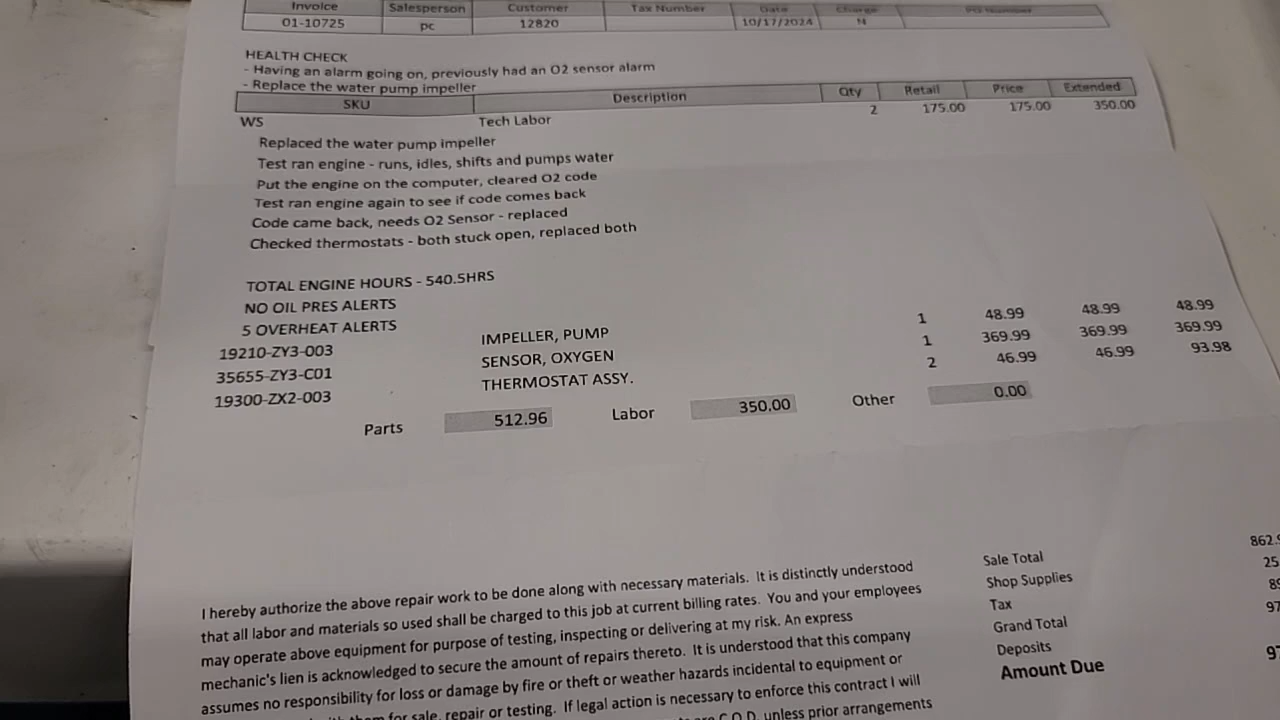 Invoice Salesperson Customer Tax Number Date Charge PO Number
01-10725 pc 12820 10/17/2024 N
HEALTH CHECK
- Having an alarm going on, previously had an O2 sensor alarm
- Replace the water pump impeller
SKU Description Qty Retail Price Extended
WS Tech Labor 2 175.00 175.00 350.00
Replaced the water pump impeller
Test ran engine - runs, idles, shifts and pumps water
Put the engine on the computer, cleared O2 code
Test ran engine again to see if code comes back
Code came back, needs O2 Sensor - replaced
Checked thermostats - both stuck open, replaced both
TOTAL ENGINE HOURS - 540.5HRS
NO OIL PRES ALERTS
5 OVERHEAT ALERTS
19210-ZY3-003 IMPELLER, PUMP 1 48.99 48.99 48.99
35655-ZY3-C01 SENSOR, OXYGEN 1 369.99 369.99 369.99
19300-ZX2-003 THERMOSTAT ASSY. 2 46.99 46.99 93.98
Parts 512.96 Labor 350.00 Other 0.00
I hereby authorize the above repair work to be done along with necessary materials. It is distinctly understood
that all labor and materials so used shall be charged to this job at current billing rates. You and your employees
may operate above equipment for purpose of testing, inspecting or delivering at my risk. An express
mechanic's lien is acknowledged to secure the amount of repairs thereto. It is understood that this company
assumes no responsibility for loss or damage by fire or theft or weather hazards incidental to equipment or
them for sale, repair or testing. If legal action is necessary to enforce this contract I will
C.O.D. unless prior arrangements
Sale Total 862.9
Shop Supplies 25
Tax 89
Grand Total 97
Deposits
Amount Due 97